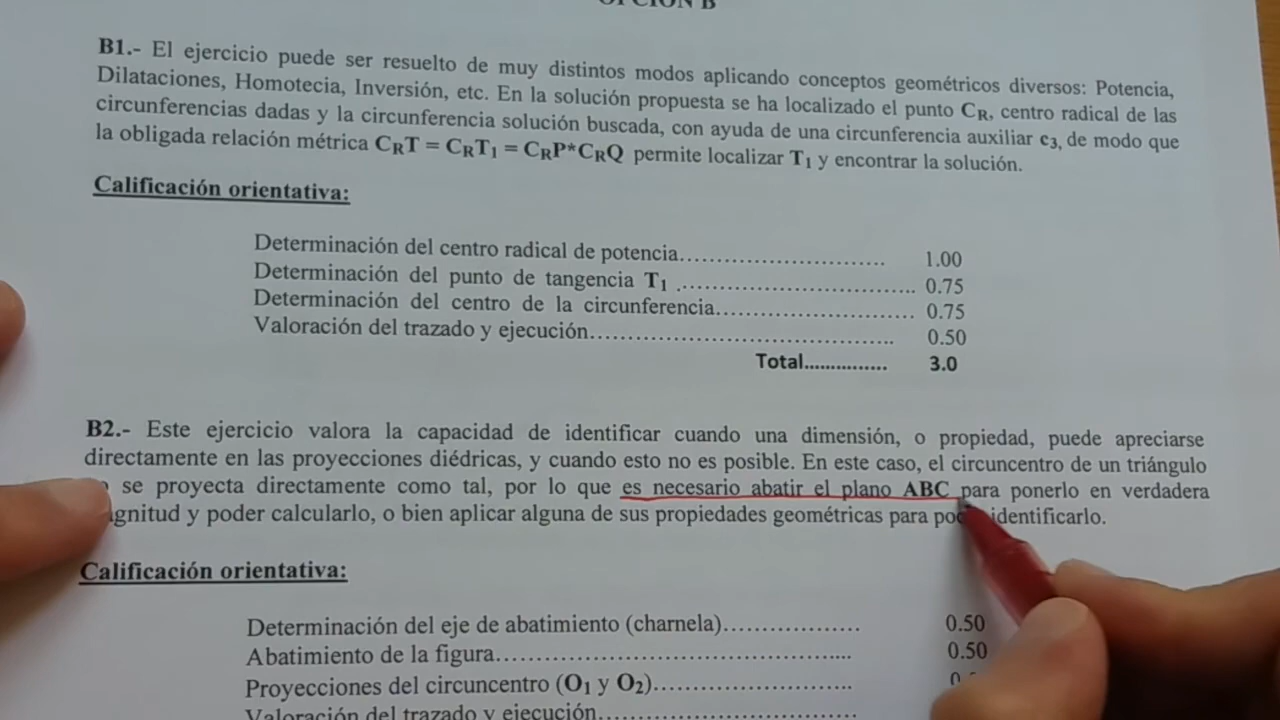 OPCIÓN B
B1.- El ejercicio puede ser resuelto de muy distintos modos aplicando conceptos geométricos diversos: Potencia,
Dilataciones, Homotecia, Inversión, etc. En la solución propuesta se ha localizado el punto CR, centro radical de las
circunferencias dadas y la circunferencia solución buscada, con ayuda de una circunferencia auxiliar c3, de modo que
la obligada relación métrica CRT = CRT1 = CRP*CRQ permite localizar T1 y encontrar la solución.
Calificación orientativa:
Determinación del centro radical de potencia............................ 1.00
Determinación del punto de tangencia T1 ................................ 0.75
Determinación del centro de la circunferencia........................... 0.75
Valoración del trazado y ejecución.......................................... 0.50
Total............... 3.0
B2.- Este ejercicio valora la capacidad de identificar cuando una dimensión, o propiedad, puede apreciarse
directamente en las proyecciones diédricas, y cuando esto no es posible. En este caso, el circuncentro de un triángulo
se proyecta directamente como tal, por lo que es necesario abatir el plano ABC para ponerlo en verdadera
y poder calcularlo, o bien aplicar alguna de sus propiedades geométricas para identificarlo.
Calificación orientativa:
Determinación del eje de abatimiento (charnela)................... 0.50
Abatimiento de la figura................................................ 0.50
Proyecciones del circuncentro (O1 y O2)...........................
Valoración del trazado y ejecución...................................